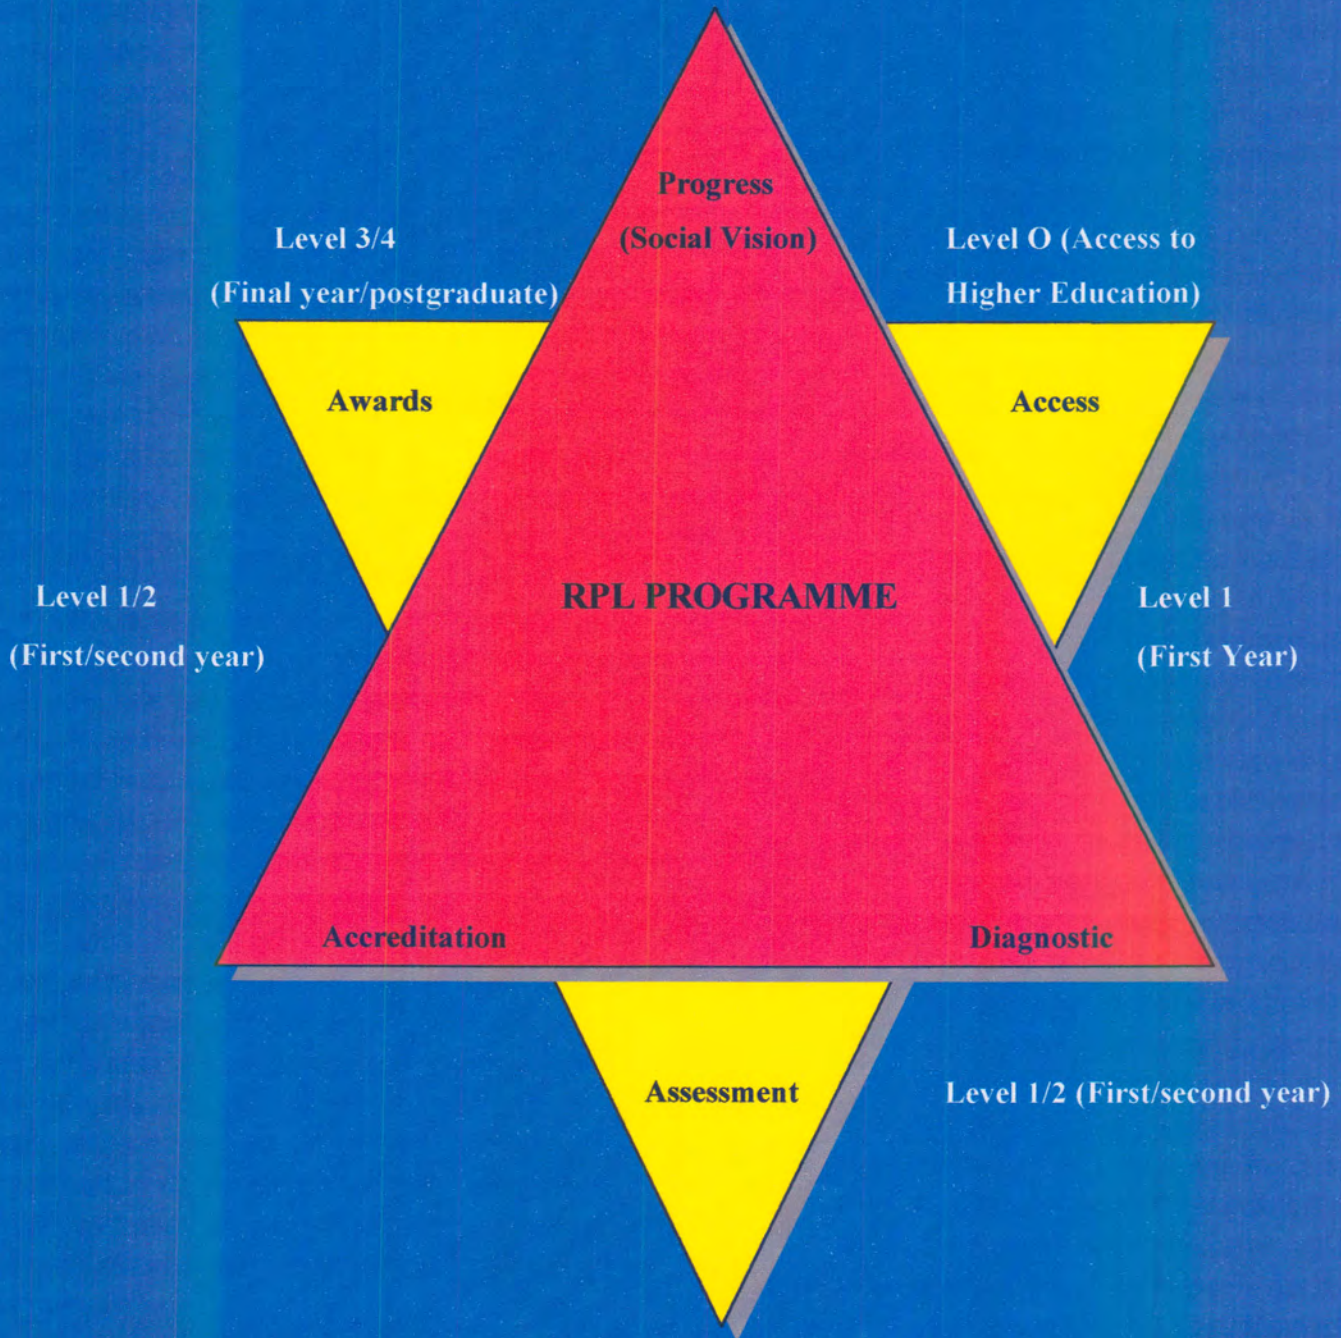 Progress
(Social Vision)
Level 3/4
(Final year/postgraduate)
Level O (Access to
Higher Education)
Awards
Access
RPL PROGRAMME
Level 1/2
(First/second year)
Level 1
(First Year)
Accreditation
Diagnostic
Assessment
Level 1/2 (First/second year)